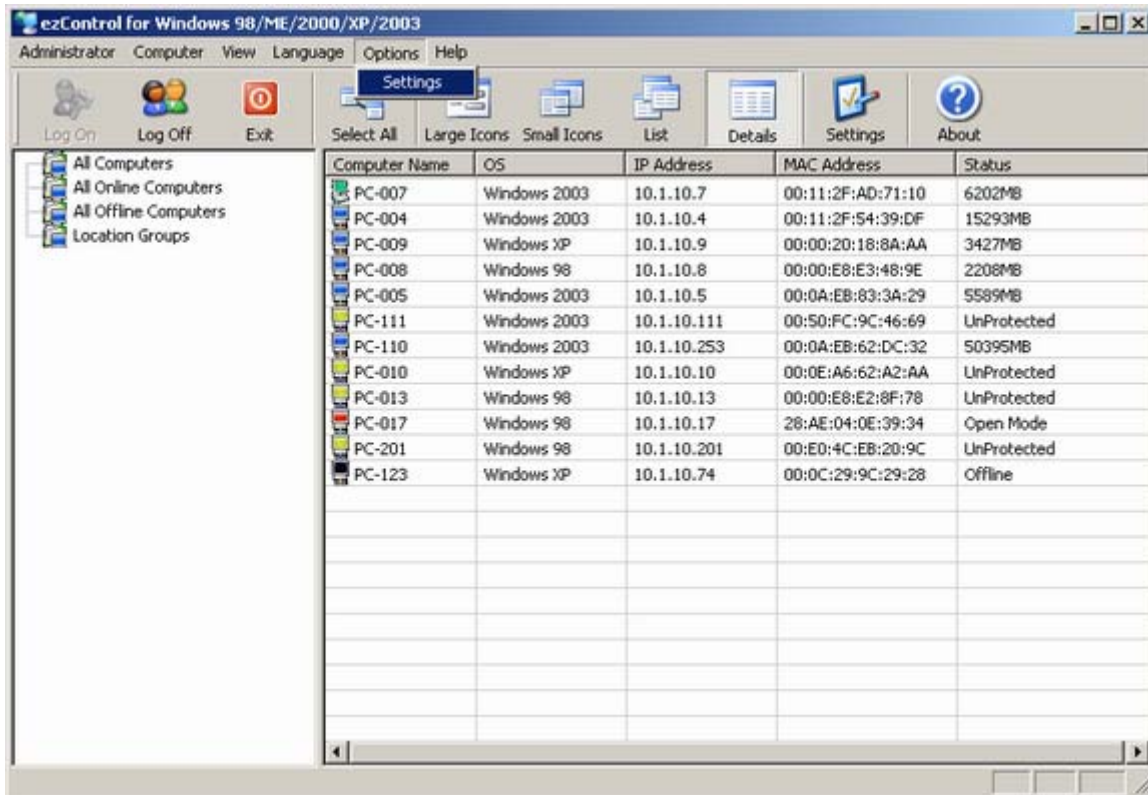 ezControl for Windows 98/ME/2000/XP/2003
Administrator Computer View Language Options Help
Settings
Log On Log Off Exit Select All Large Icons Small Icons List Details Settings About
All Computers
All Online Computers
All Offline Computers
Location Groups
Computer Name OS IP Address MAC Address Status
PC-007 Windows 2003 10.1.10.7 00:11:2F:AD:71:10 6202MB
PC-004 Windows 2003 10.1.10.4 00:11:2F:54:39:DF 15293MB
PC-009 Windows XP 10.1.10.9 00:00:20:18:8A:AA 3427MB
PC-008 Windows 98 10.1.10.8 00:00:E8:E3:48:9E 2208MB
PC-005 Windows 2003 10.1.10.5 00:0A:EB:83:3A:29 5589MB
PC-111 Windows 2003 10.1.10.111 00:50:FC:9C:46:69 UnProtected
PC-110 Windows 2003 10.1.10.253 00:0A:EB:62:DC:32 50395MB
PC-010 Windows XP 10.1.10.10 00:0E:A6:62:A2:AA UnProtected
PC-013 Windows 98 10.1.10.13 00:00:E8:E2:8F:78 UnProtected
PC-017 Windows 98 10.1.10.17 28:AE:04:0E:39:34 Open Mode
PC-201 Windows 98 10.1.10.201 00:E0:4C:EB:20:9C UnProtected
PC-123 Windows XP 10.1.10.74 00:0C:29:9C:29:28 Offline